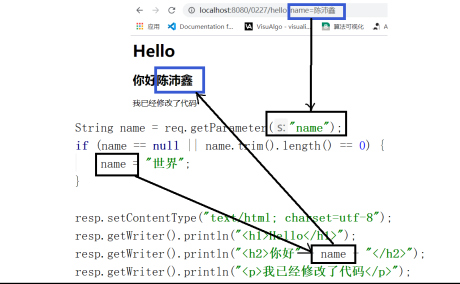 localhost:8080/0227/hello?name=陈沛鑫
应用 Documentation f... VisuAlgo - visuali... 算法可视化
Hello
你好陈沛鑫
我已经修改了代码
String name = req.getParameter( s: "name");
if (name == null || name.trim().length() == 0) {
name = "世界";
}
resp.setContentType("text/html; charset=utf-8");
resp.getWriter().println("<h1>Hello</h1>");
resp.getWriter().println("<h2>你好" + name + "</h2>");
resp.getWriter().println("<p>我已经修改了代码</p>");